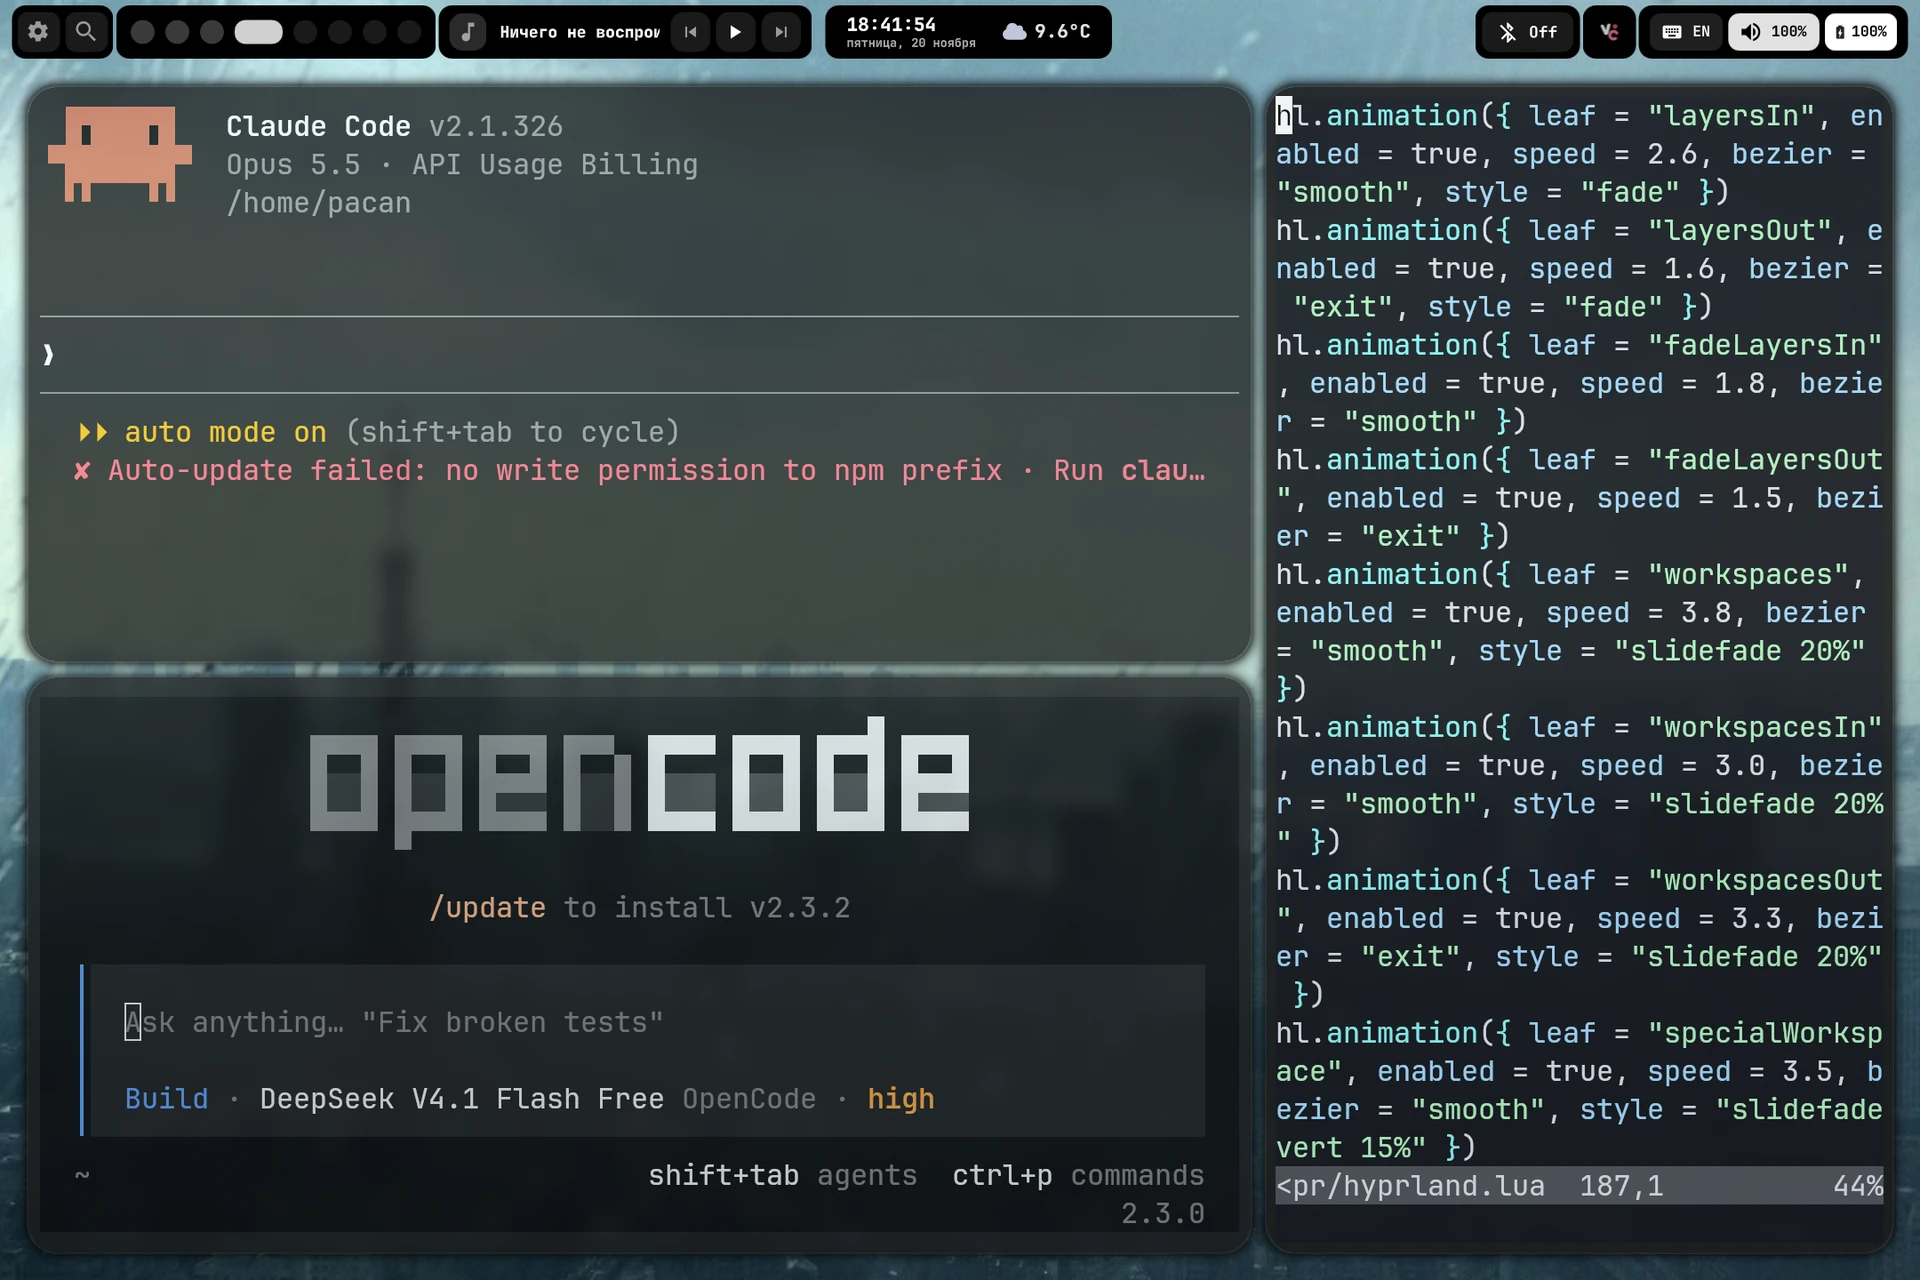 Ничего не воспрои
18:41:54
пятница, 20 ноября
9.6°C
Off
EN
100%
100%
Claude Code v2.1.326
Opus 5.5 · API Usage Billing
/home/pacan
❯
⏵⏵ auto mode on (shift+tab to cycle)
✘ Auto-update failed: no write permission to npm prefix · Run clau…
opencode
/update to install v2.3.2
Ask anything… "Fix broken tests"
Build · DeepSeek V4.1 Flash Free OpenCode · high
~
shift+tab agents ctrl+p commands
2.3.0
hl.animation({ leaf = "layersIn", en
abled = true, speed = 2.6, bezier =
"smooth", style = "fade" })
hl.animation({ leaf = "layersOut", e
nabled = true, speed = 1.6, bezier =
"exit", style = "fade" })
hl.animation({ leaf = "fadeLayersIn"
, enabled = true, speed = 1.8, bezie
r = "smooth" })
hl.animation({ leaf = "fadeLayersOut
", enabled = true, speed = 1.5, bezi
er = "exit" })
hl.animation({ leaf = "workspaces",
enabled = true, speed = 3.8, bezier
= "smooth", style = "slidefade 20%"
})
hl.animation({ leaf = "workspacesIn"
, enabled = true, speed = 3.0, bezie
r = "smooth", style = "slidefade 20%
" })
hl.animation({ leaf = "workspacesOut
", enabled = true, speed = 3.3, bezi
er = "exit", style = "slidefade 20%"
})
hl.animation({ leaf = "specialWorksp
ace", enabled = true, speed = 3.5, b
ezier = "smooth", style = "slidefade
vert 15%" })
<pr/hyprland.lua 187,1 44%